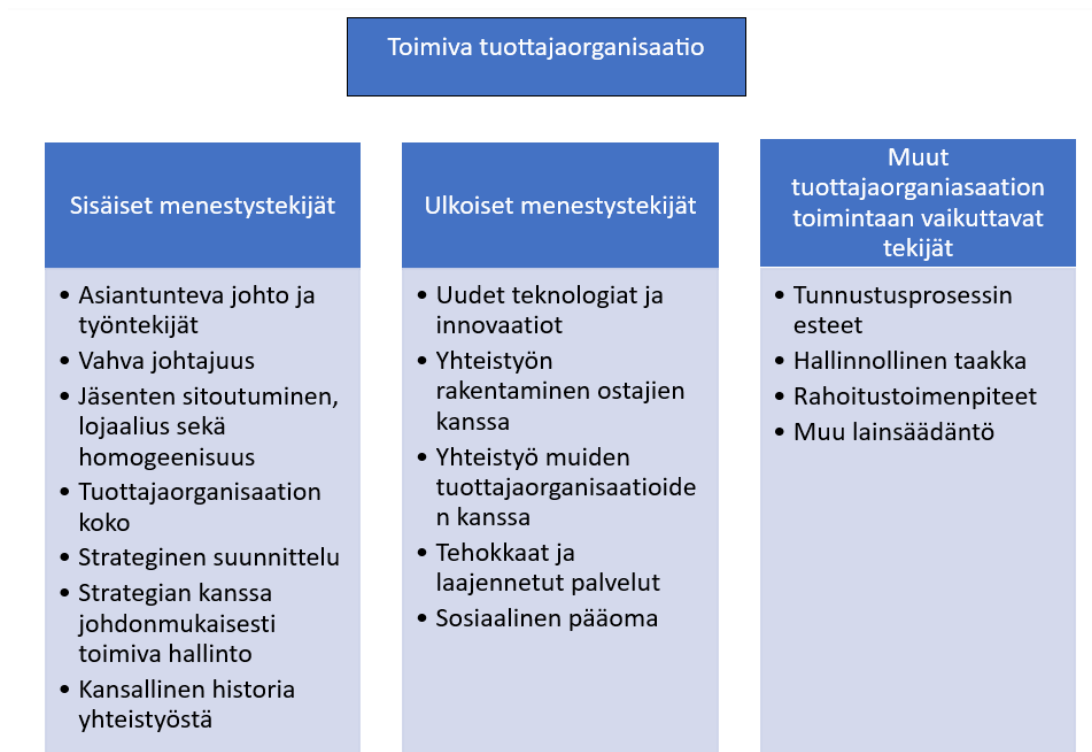 Toimiva tuottajaorganisaatio
Sisäiset menestystekijät
• Asiantunteva johto ja
työntekijät
• Vahva johtajuus
• Jäsenten sitoutuminen,
lojaalius sekä
homogeenisuus
• Tuottajaorganisaation
koko
• Strateginen suunnittelu
• Strategian kanssa
johdonmukaisesti
toimiva hallinto
• Kansallinen historia
yhteistyöstä
Ulkoiset menestystekijät
• Uudet teknologiat ja
innovaatiot
• Yhteistyön
rakentaminen ostajien
kanssa
• Yhteistyö muiden
tuottajaorganisaatioide
n kanssa
• Tehokkaat ja
laajennetut palvelut
• Sosiaalinen pääoma
Muut
tuottajaorganiasaation
toimintaan vaikuttavat
tekijät
• Tunnustusprosessin
esteet
• Hallinnollinen taakka
• Rahoitustoimenpiteet
• Muu lainsäädäntö